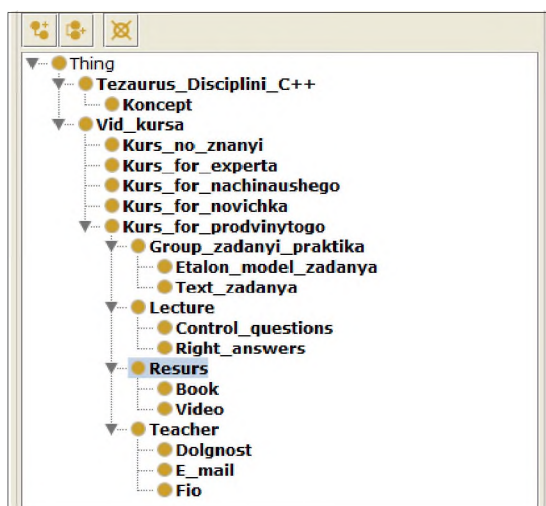 Thing
Tezaurus_Disciplini_C++
Koncept
Vid_kursa
Kurs_no_znanyi
Kurs_for_experta
Kurs_for_nachinaushego
Kurs_for_novichka
Kurs_for_prodvinytogo
Group_zadanyi_praktika
Etalon_model_zadanya
Text_zadanya
Lecture
Control_questions
Right_answers
Resurs
Book
Video
Teacher
Dolgnost
E_mail
Fio